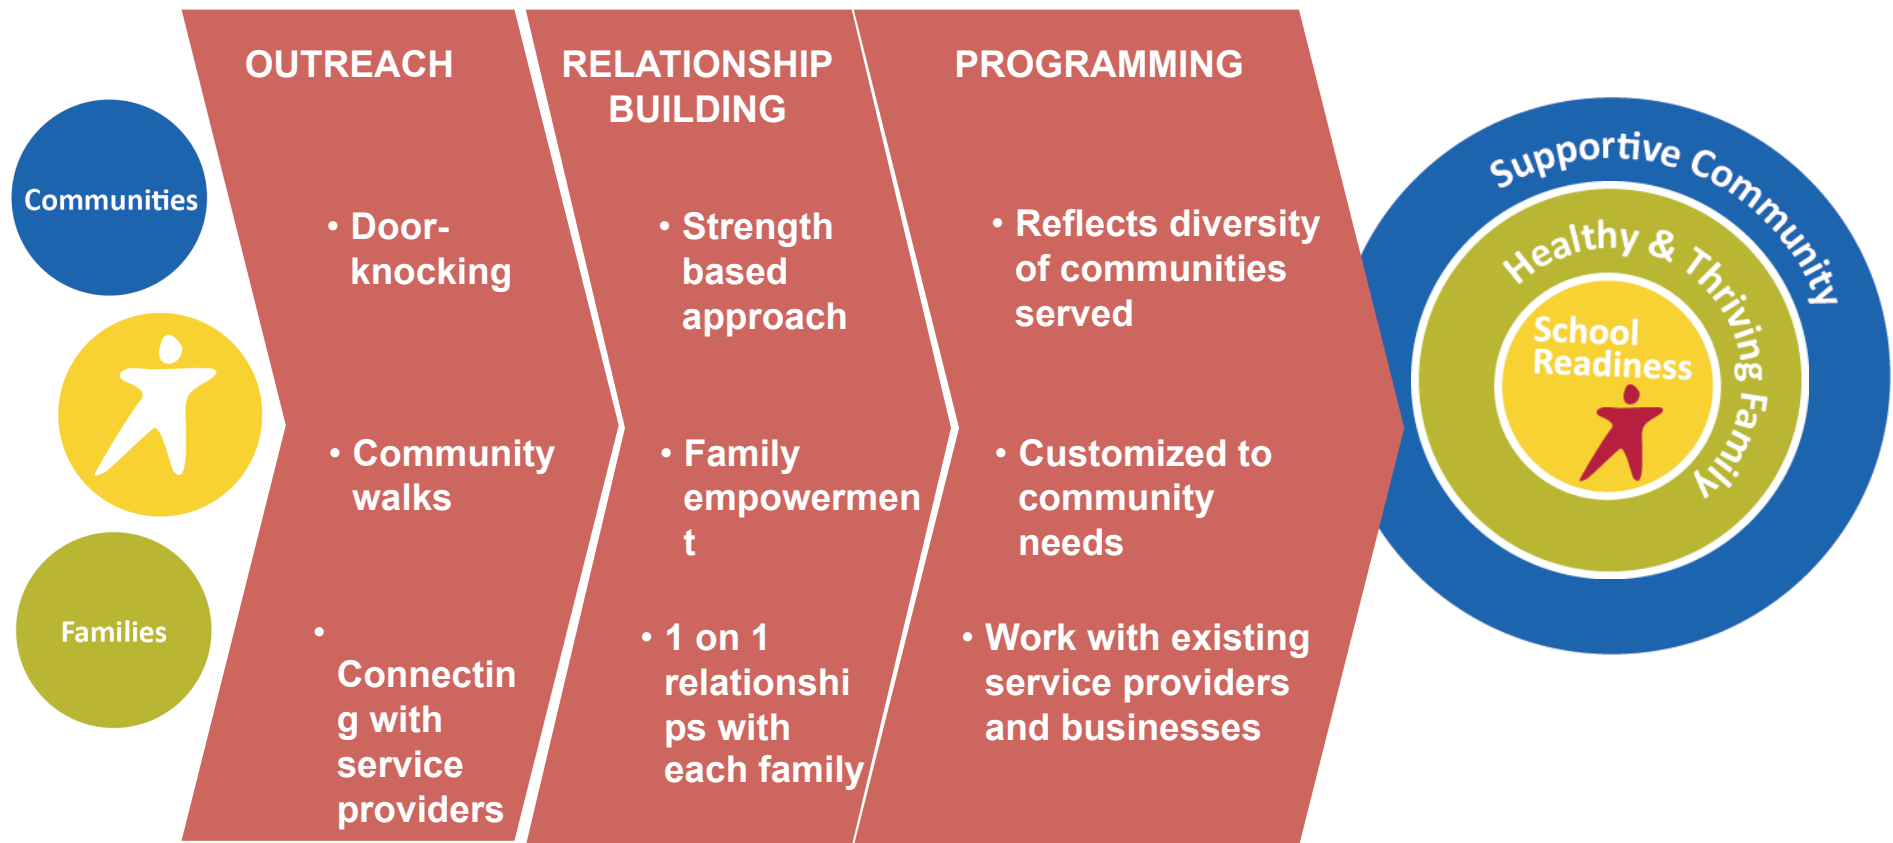 Communities
Families
OUTREACH
• Door-
knocking
• Community
walks
•
Connectin
g with
service
providers
RELATIONSHIP
BUILDING
• Strength
based
approach
• Family
empowermen
t
• 1 on 1
relationshi
ps with
each family
PROGRAMMING
• Reflects diversity
of communities
served
• Customized to
community
needs
• Work with existing
service providers
and businesses
Supportive Community
Healthy & Thriving Family
School
Readiness